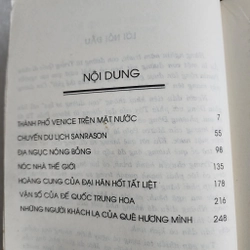 NỘI DUNG
THÀNH PHỐ VENICE TRÊN MẶT NƯỚC 7
CHUYẾN DU LỊCH SANRASON 55
ĐỊA NGỤC NÓNG BỎNG 98
NÓC NHÀ THẾ GIỚI 135
HOÀNG CUNG CỦA ĐẠI HÃN HỐT TẤT LIỆT 178
VẬN SỐ CỦA ĐẾ QUỐC TRUNG HOA 216
NHỮNG NGƯỜI KHÁCH LẠ CỦA QUÊ HƯƠNG MÌNH 248